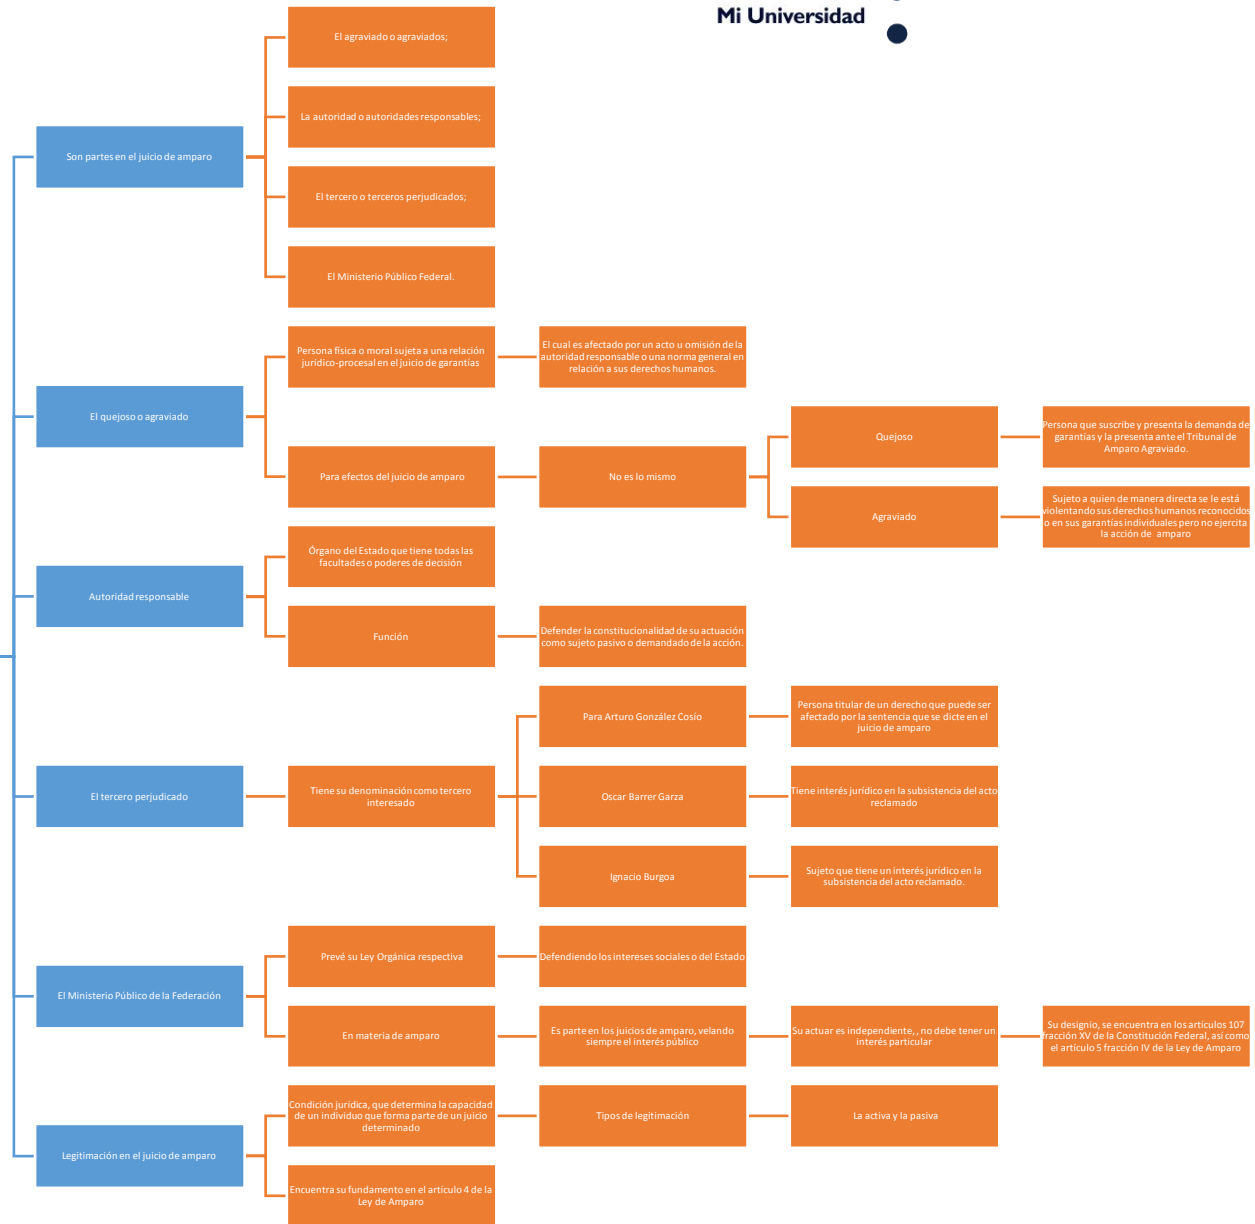 Mi Universidad
Son partes en el juicio de amparo
El agraviado o agraviados;
La autoridad o autoridades responsables;
El tercero o terceros perjudicados;
El Ministerio Público Federal.
El quejoso o agraviado
Persona física o moral sujeta a una relación
jurídico-procesal en el juicio de garantías
El cual es afectado por un acto u omisión de la
autoridad responsable o una norma general en
relación a sus derechos humanos.
Para efectos del juicio de amparo
No es lo mismo
Quejoso
Persona que suscribe y presenta la demanda de
garantías y la presenta ante el Tribunal de
Amparo Agraviado.
Agraviado
Sujeto a quien de manera directa se le está
violentando sus derechos humanos reconocidos
o en sus garantías individuales pero no ejercita
la acción de amparo
Autoridad responsable
Órgano del Estado que tiene todas las
facultades o poderes de decisión
Función
Defender la constitucionalidad de su actuación
como sujeto pasivo o demandado de la acción.
El tercero perjudicado
Tiene su denominación como tercero
interesado
Para Arturo González Cosío
Persona titular de un derecho que puede ser
afectado por la sentencia que se dicte en el
juicio de amparo
Oscar Barrer Garza
Tiene interés jurídico en la subsistencia del acto
reclamado
Ignacio Burgoa
Sujeto que tiene un interés jurídico en la
subsistencia del acto reclamado.
El Ministerio Público de la Federación
Prevé su Ley Orgánica respectiva
Defendiendo los intereses sociales o del Estado
En materia de amparo
Es parte en los juicios de amparo, velando
siempre el interés público
Su actuar es independiente, , no debe tener un
interés particular
Su designio, se encuentra en los artículos 107
fracción XV de la Constitución Federal, así como
el artículo 5 fracción IV de la Ley de Amparo
Legitimación en el juicio de amparo
Condición jurídica, que determina la capacidad
de un individuo que forma parte de un juicio
determinado
Tipos de legitimación
La activa y la pasiva
Encuentra su fundamento en el artículo 4 de la
Ley de Amparo